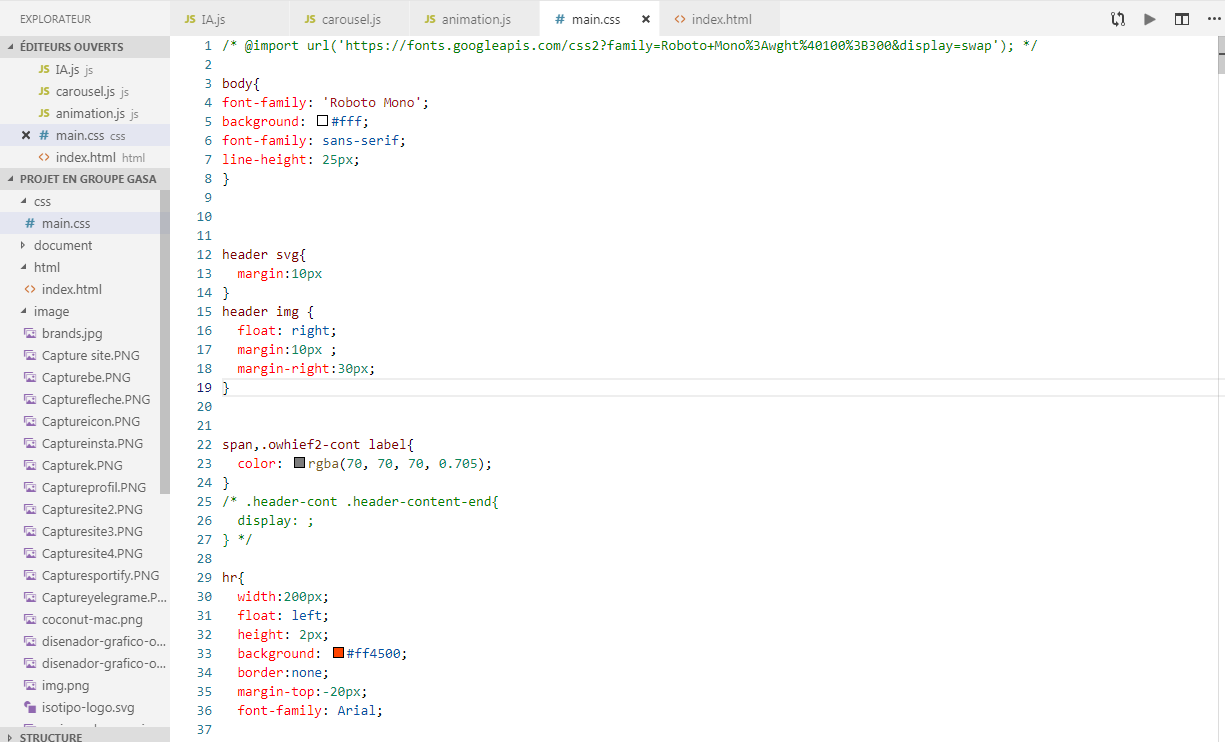 EXPLORATEUR
ÉDITEURS OUVERTS
JS IA.js js
JS carousel.js js
JS animation.js js
# main.css css
<> index.html html
PROJET EN GROUPE GASA
css
# main.css
document
html
<> index.html
image
brands.jpg
Capture site.PNG
Capturebe.PNG
Capturefleche.PNG
Captureicon.PNG
Captureinsta.PNG
Capturek.PNG
Captureprofil.PNG
Capturesite2.PNG
Capturesite3.PNG
Capturesite4.PNG
Capturesportify.PNG
Captureyelegrame.P...
coconut-mac.png
disenador-grafico-o...
disenador-grafico-o...
img.png
isotipo-logo.svg
STRUCTURE
JS IA.js JS carousel.js JS animation.js # main.css × <> index.html
1 /* @import url('https://fonts.googleapis.com/css2?family=Roboto+Mono%3Awght%40100%3B300&display=swap'); */
2
3 body{
4 font-family: 'Roboto Mono';
5 background: #fff;
6 font-family: sans-serif;
7 line-height: 25px;
8 }
9
10
11
12 header svg{
13 margin:10px
14 }
15 header img {
16 float: right;
17 margin:10px ;
18 margin-right:30px;
19 }
20
21
22 span,.owhief2-cont label{
23 color: rgba(70, 70, 70, 0.705);
24 }
25 /* .header-cont .header-content-end{
26 display: ;
27 } */
28
29 hr{
30 width:200px;
31 float: left;
32 height: 2px;
33 background: #ff4500;
34 border:none;
35 margin-top:-20px;
36 font-family: Arial;
37